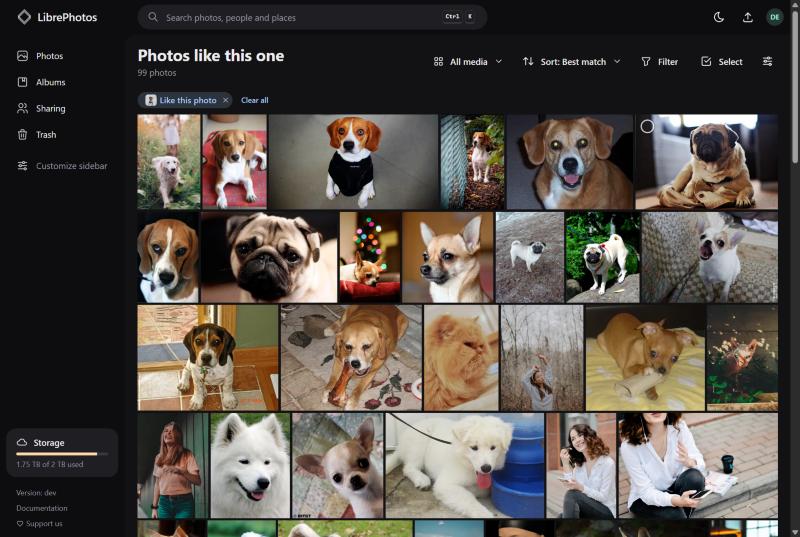 LibrePhotos
Search photos, people and places
Ctrl K
DE
Photos
Albums
Sharing
Trash
Customize sidebar
Photos like this one
99 photos
All media
Sort: Best match
Filter
Select
Like this photo
Clear all
Storage
1.75 TB of 2 TB used
Version: dev
Documentation
Support us